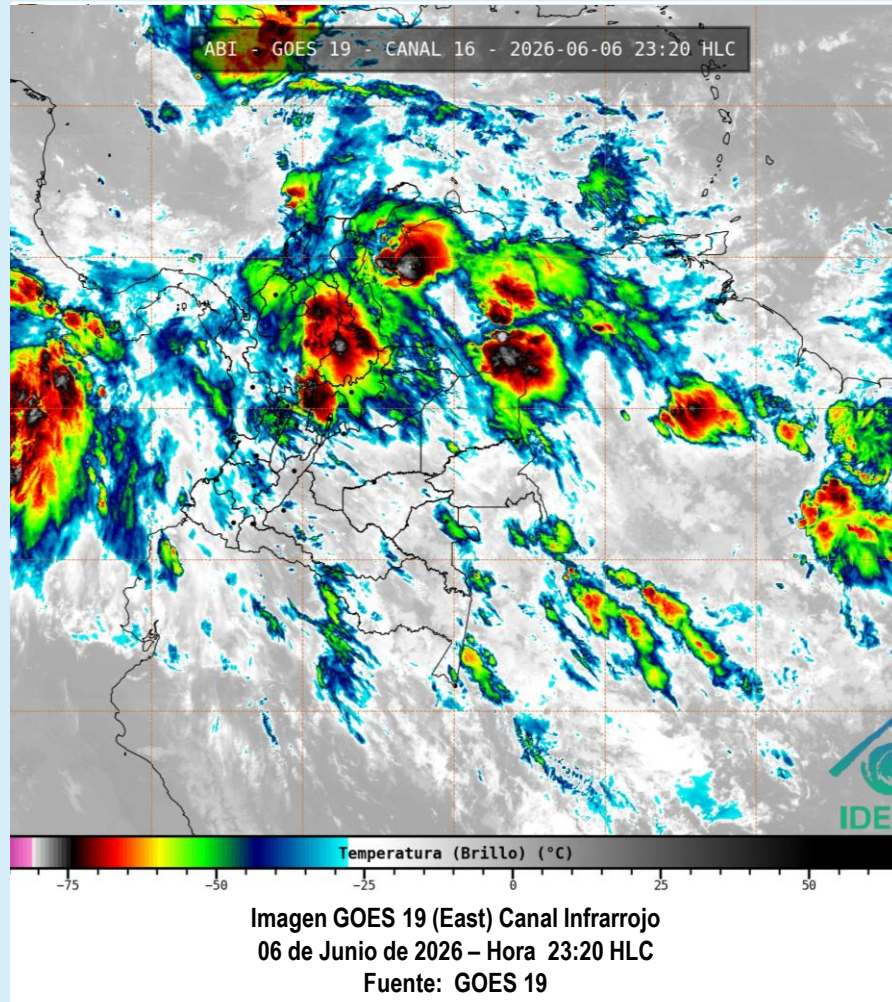 ABI - GOES 19 - CANAL 16 - 2026-06-06 23:20 HLC
Temperatura (Brillo) (°C)
−75 −50 −25 0 25 50
Imagen GOES 19 (East) Canal Infrarrojo
06 de Junio de 2026 – Hora 23:20 HLC
Fuente: GOES 19